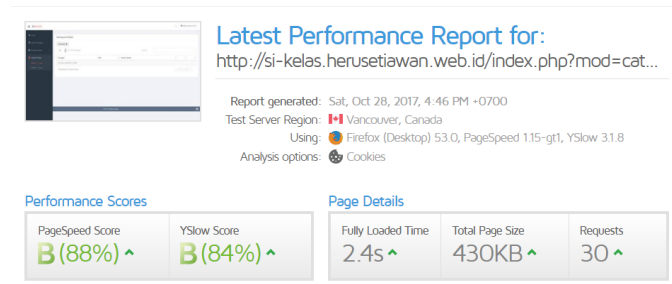 Latest Performance Report for:
http://si-kelas.herusetiawan.web.id/index.php?mod=cat...
Report generated: Sat, Oct 28, 2017, 4:46 PM +0700
Test Server Region: Vancouver, Canada
Using: Firefox (Desktop) 53.0, PageSpeed 1.15-gt1, YSlow 3.1.8
Analysis options: Cookies
Performance Scores
PageSpeed Score
B (88%)
YSlow Score
B (84%)
Page Details
Fully Loaded Time
2.4s
Total Page Size
430KB
Requests
30